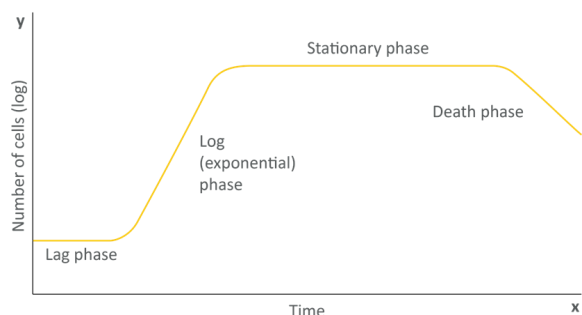 y
Stationary phase
Death phase
Number of cells (log)
Log
(exponential)
phase
Lag phase
Time
x